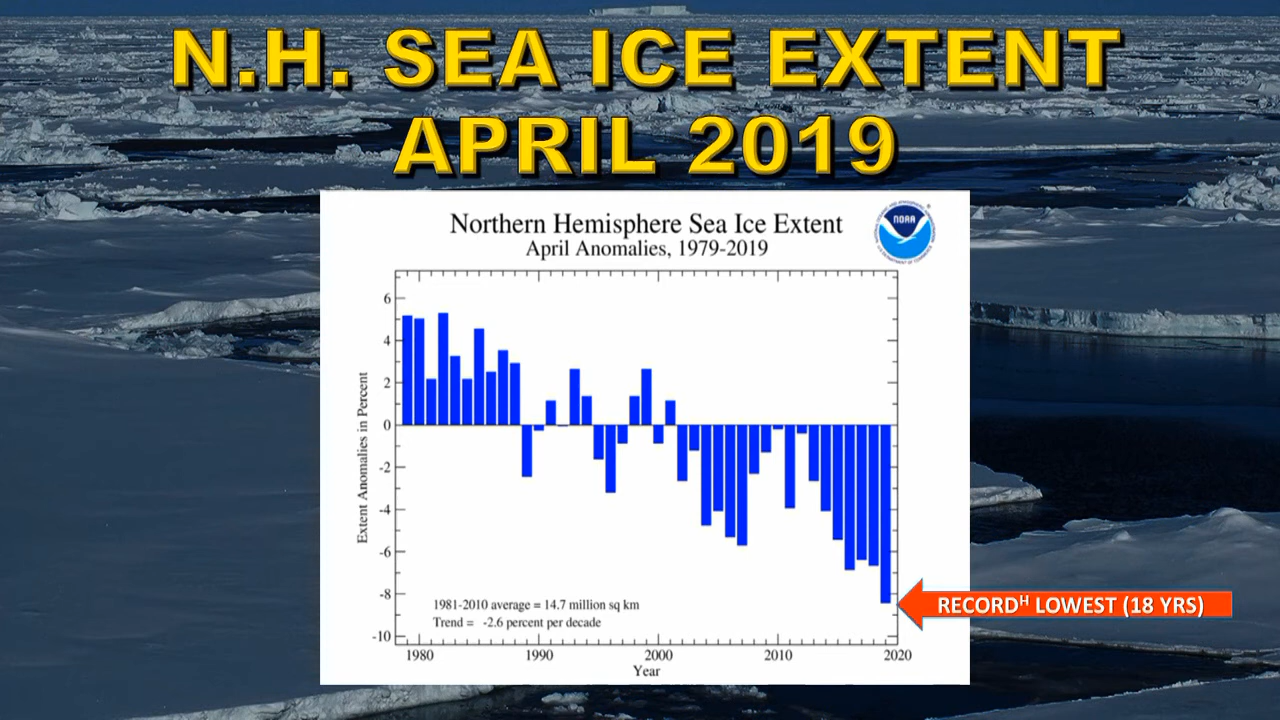 N.H. SEA ICE EXTENT
APRIL 2019
Northern Hemisphere Sea Ice Extent
April Anomalies, 1979-2019
NOAA
Extent Anomalies in Percent
6
4
2
0
-2
-4
-6
-8
-10
1981-2010 average = 14.7 million sq km
Trend = -2.6 percent per decade
RECORDᴴ LOWEST (18 YRS)
1980 1990 2000 2010 2020
Year